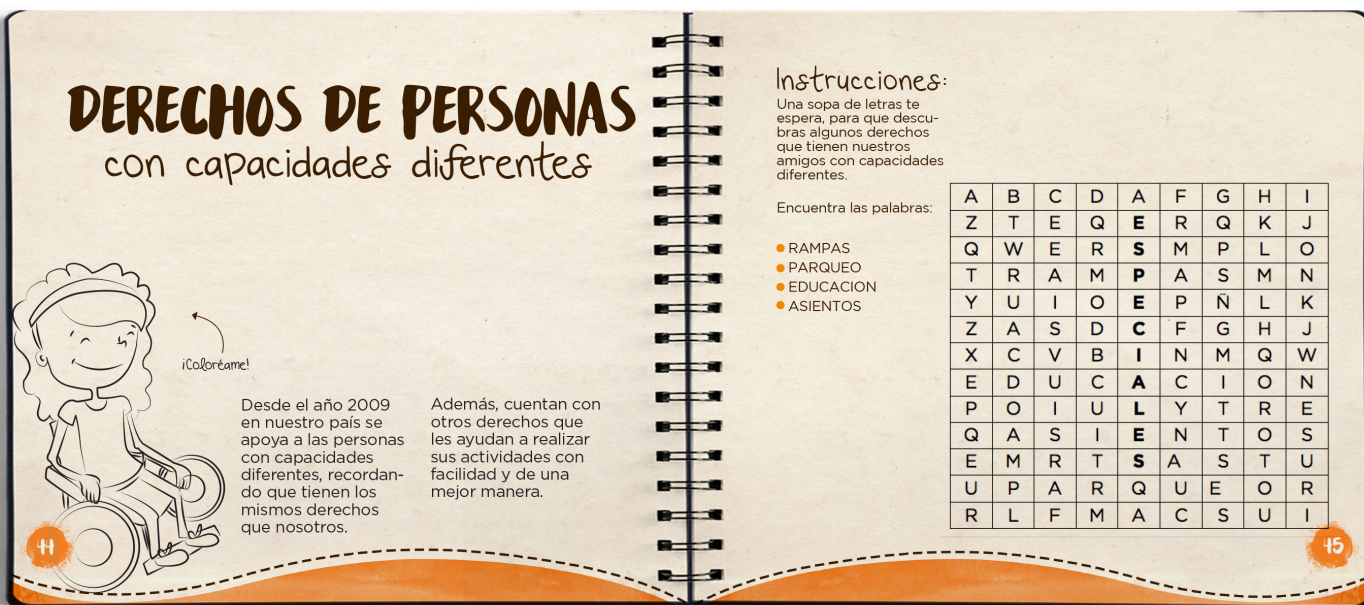 DERECHOS DE PERSONAS
con capacidades diferentes
¡Coloréame!
Desde el año 2009
en nuestro país se
apoya a las personas
con capacidades
diferentes, recordan-
do que tienen los
mismos derechos
que nosotros.
Además, cuentan con
otros derechos que
les ayudan a realizar
sus actividades con
facilidad y de una
mejor manera.
44
Instrucciones:
Una sopa de letras te
espera, para que descu-
bras algunos derechos
que tienen nuestros
amigos con capacidades
diferentes.
Encuentra las palabras:
RAMPAS
PARQUEO
EDUCACION
ASIENTOS
A B C D A F G H I
Z T E Q E R Q K J
Q W E R S M P L O
T R A M P A S M N
Y U I O E P Ñ L K
Z A S D C F G H J
X C V B I N M Q W
E D U C A C I O N
P O I U L Y T R E
Q A S I E N T O S
E M R T S A S T U
U P A R Q U E O R
R L F M A C S U I
45